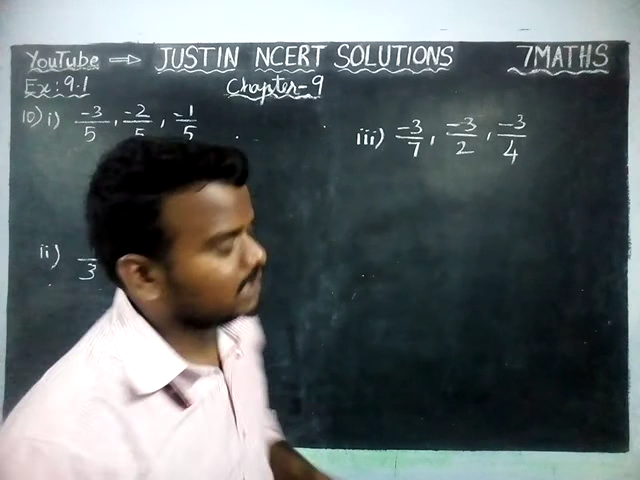 YouTube ⇒ JUSTIN NCERT SOLUTIONS 7MATHS
Ex: 9.1 Chapter-9
10) i) -3/5, -2/5, -1/5
iii) -3/7, -3/2, -3/4
ii) 3